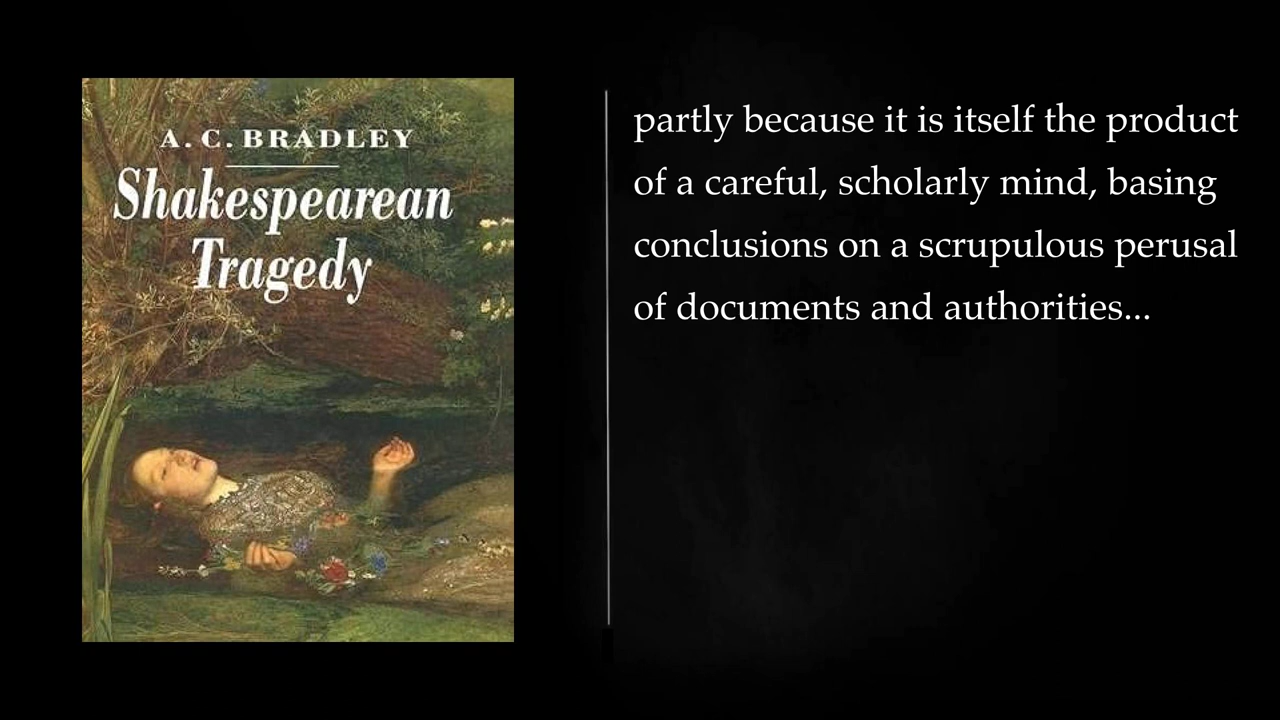 A. C. BRADLEY
Shakespearean
Tragedy
partly because it is itself the product
of a careful, scholarly mind, basing
conclusions on a scrupulous perusal
of documents and authorities...